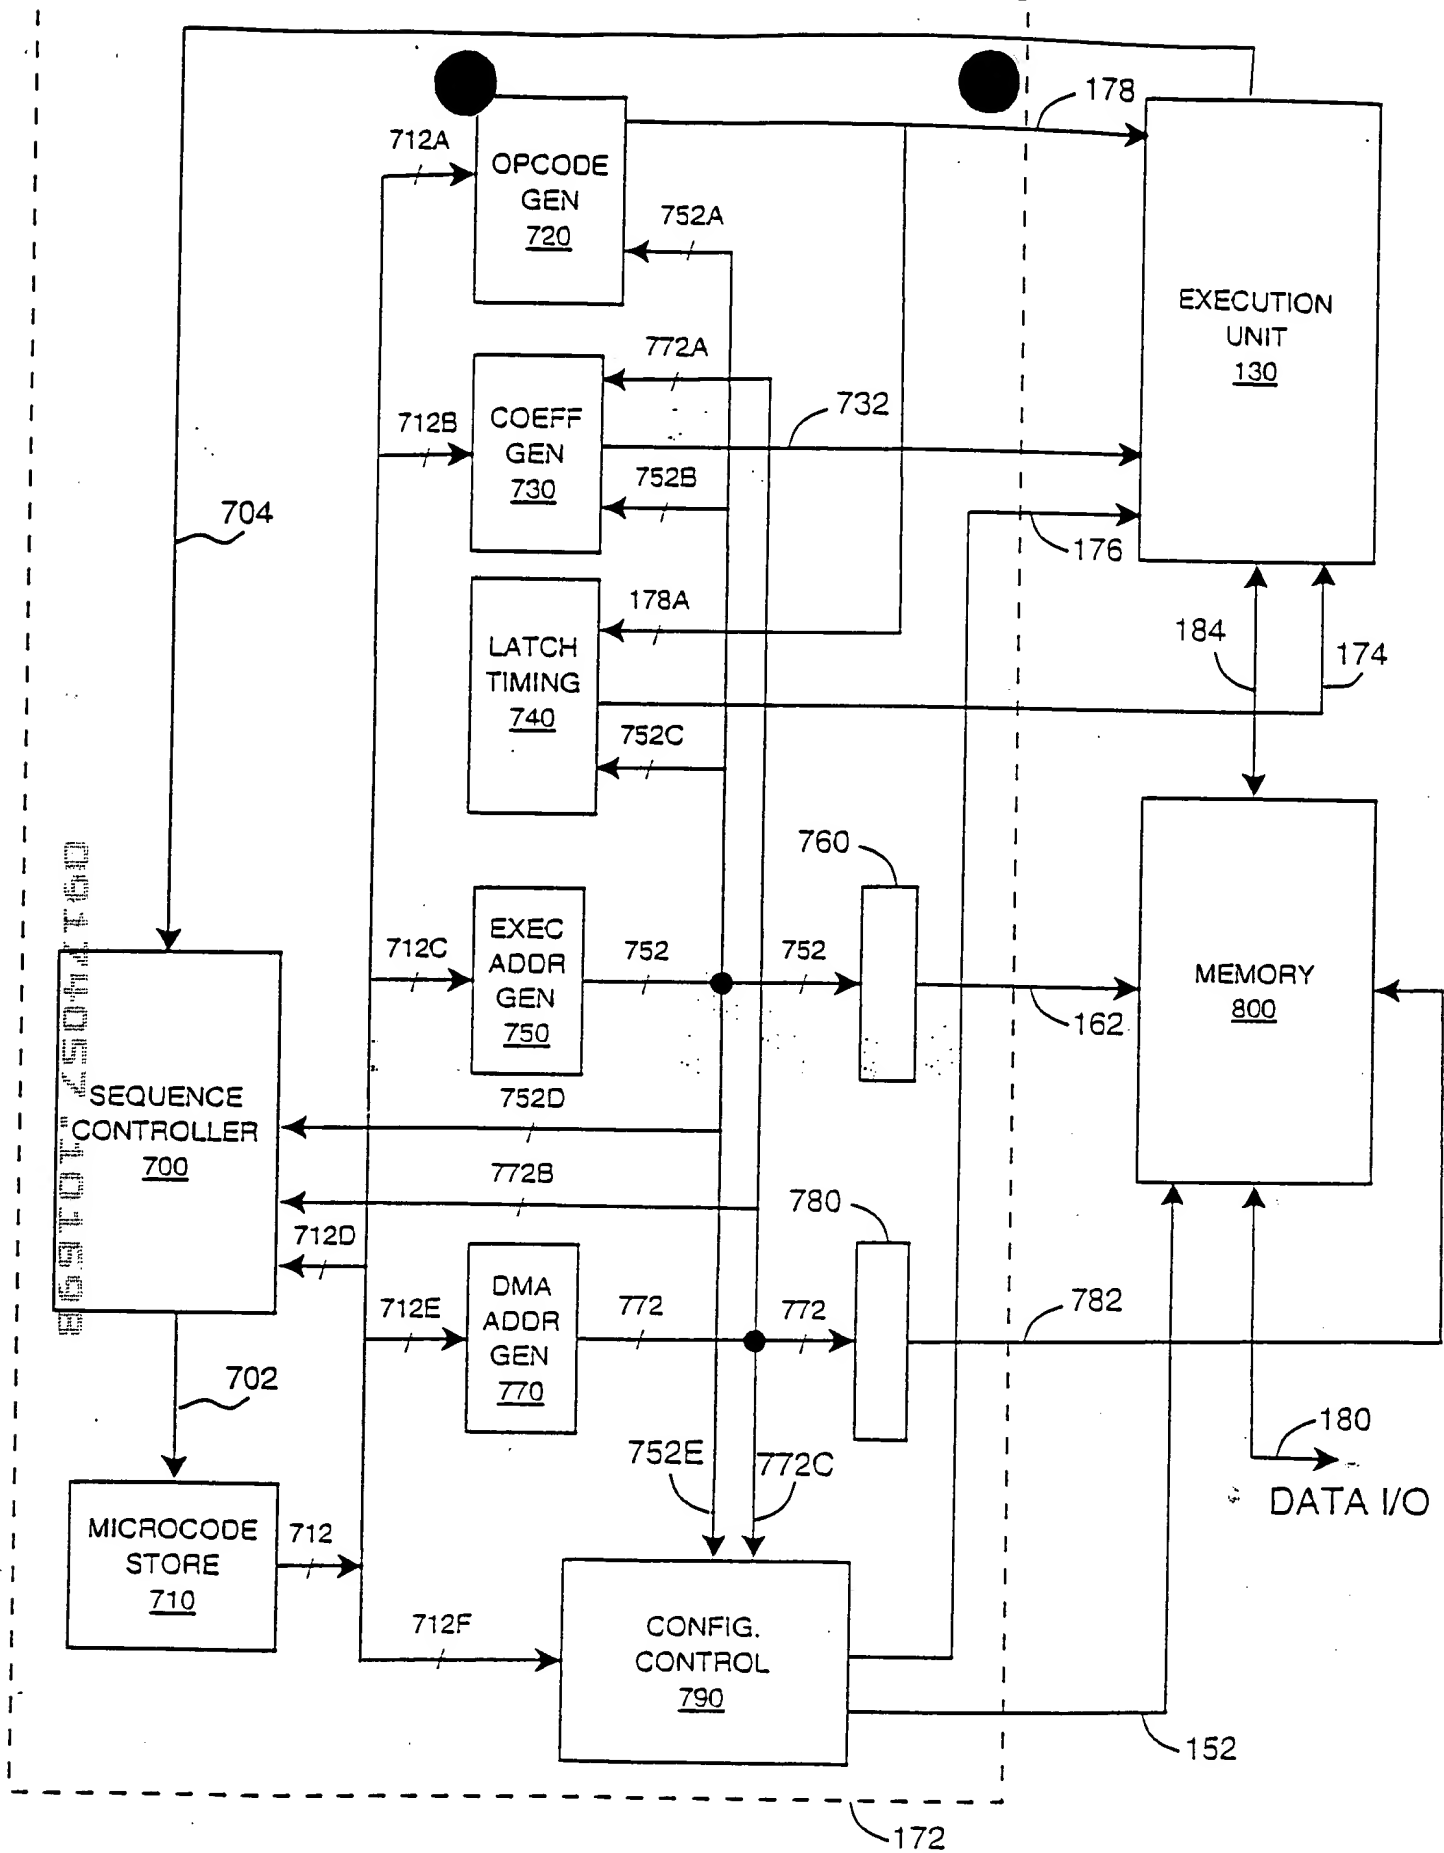 178
712A
OPCODE
GEN
720
752A
EXECUTION
UNIT
130
772A
712B
COEFF
GEN
730
732
752B
704
176
178A
LATCH
TIMING
740
184
174
752C
760
712C
EXEC
ADDR
GEN
750
752
752
MEMORY
800
162
SEQUENCE
CONTROLLER
700
752D
772B
780
712D
712E
DMA
ADDR
GEN
770
772
772
782
702
752E
772C
180
DATA I/O
MICROCODE
STORE
710
712
712F
CONFIG.
CONTROL
790
152
172